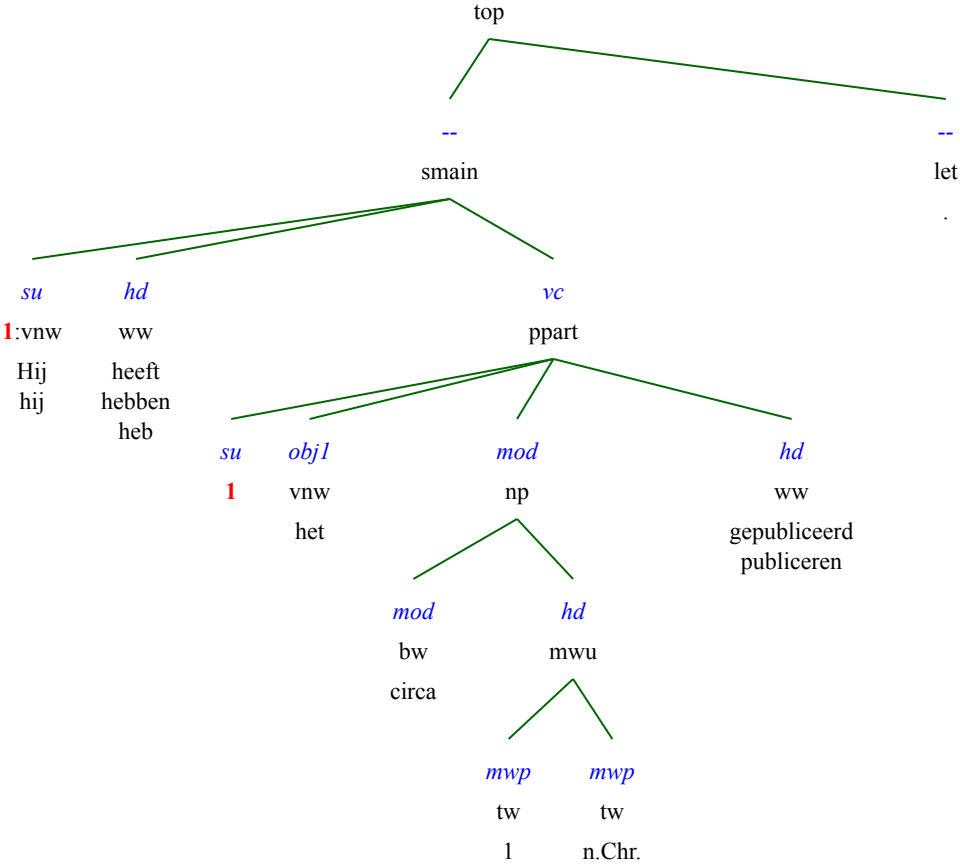 top
-- --
smain let
.
su hd vc
1:vnw ww ppart
Hij heeft
hij hebben
heb
su obj1 mod hd
1 vnw np ww
het gepubliceerd
publiceren
mod hd
bw mwu
circa
mwp mwp
tw tw
1 n.Chr.